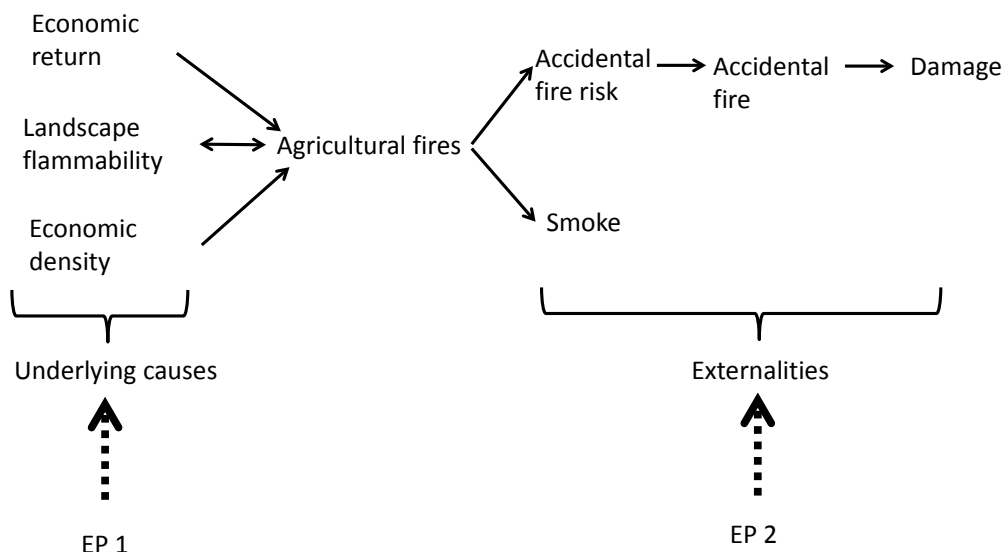 Economic
return
Landscape
flammability
Economic
density
Agricultural fires
Accidental
fire risk
Accidental
fire
Damage
Smoke
Underlying causes
Externalities
EP 1
EP 2